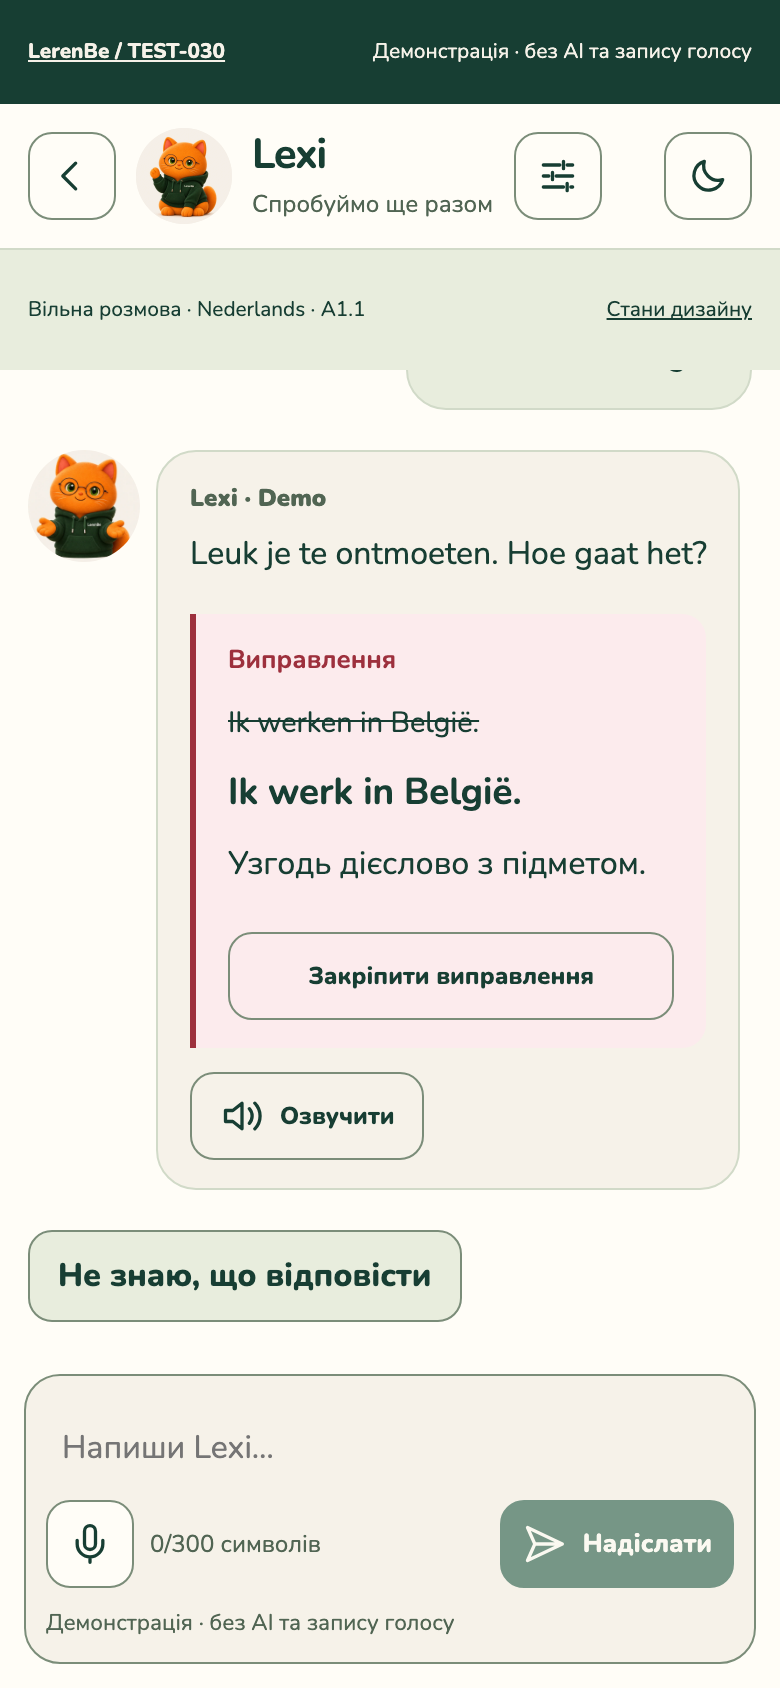 LerenBe / TEST-030
Демонстрація · без AI та запису голосу
Lexi
Спробуймо ще разом
Вільна розмова · Nederlands · A1.1
Стани дизайну
Lexi · Demo
Leuk je te ontmoeten. Hoe gaat het?
Виправлення
Ik werken in België.
Ik werk in België.
Узгодь дієслово з підметом.
Закріпити виправлення
Озвучити
Не знаю, що відповісти
Напиши Lexi...
0/300 символів
Надіслати
Демонстрація · без AI та запису голосу